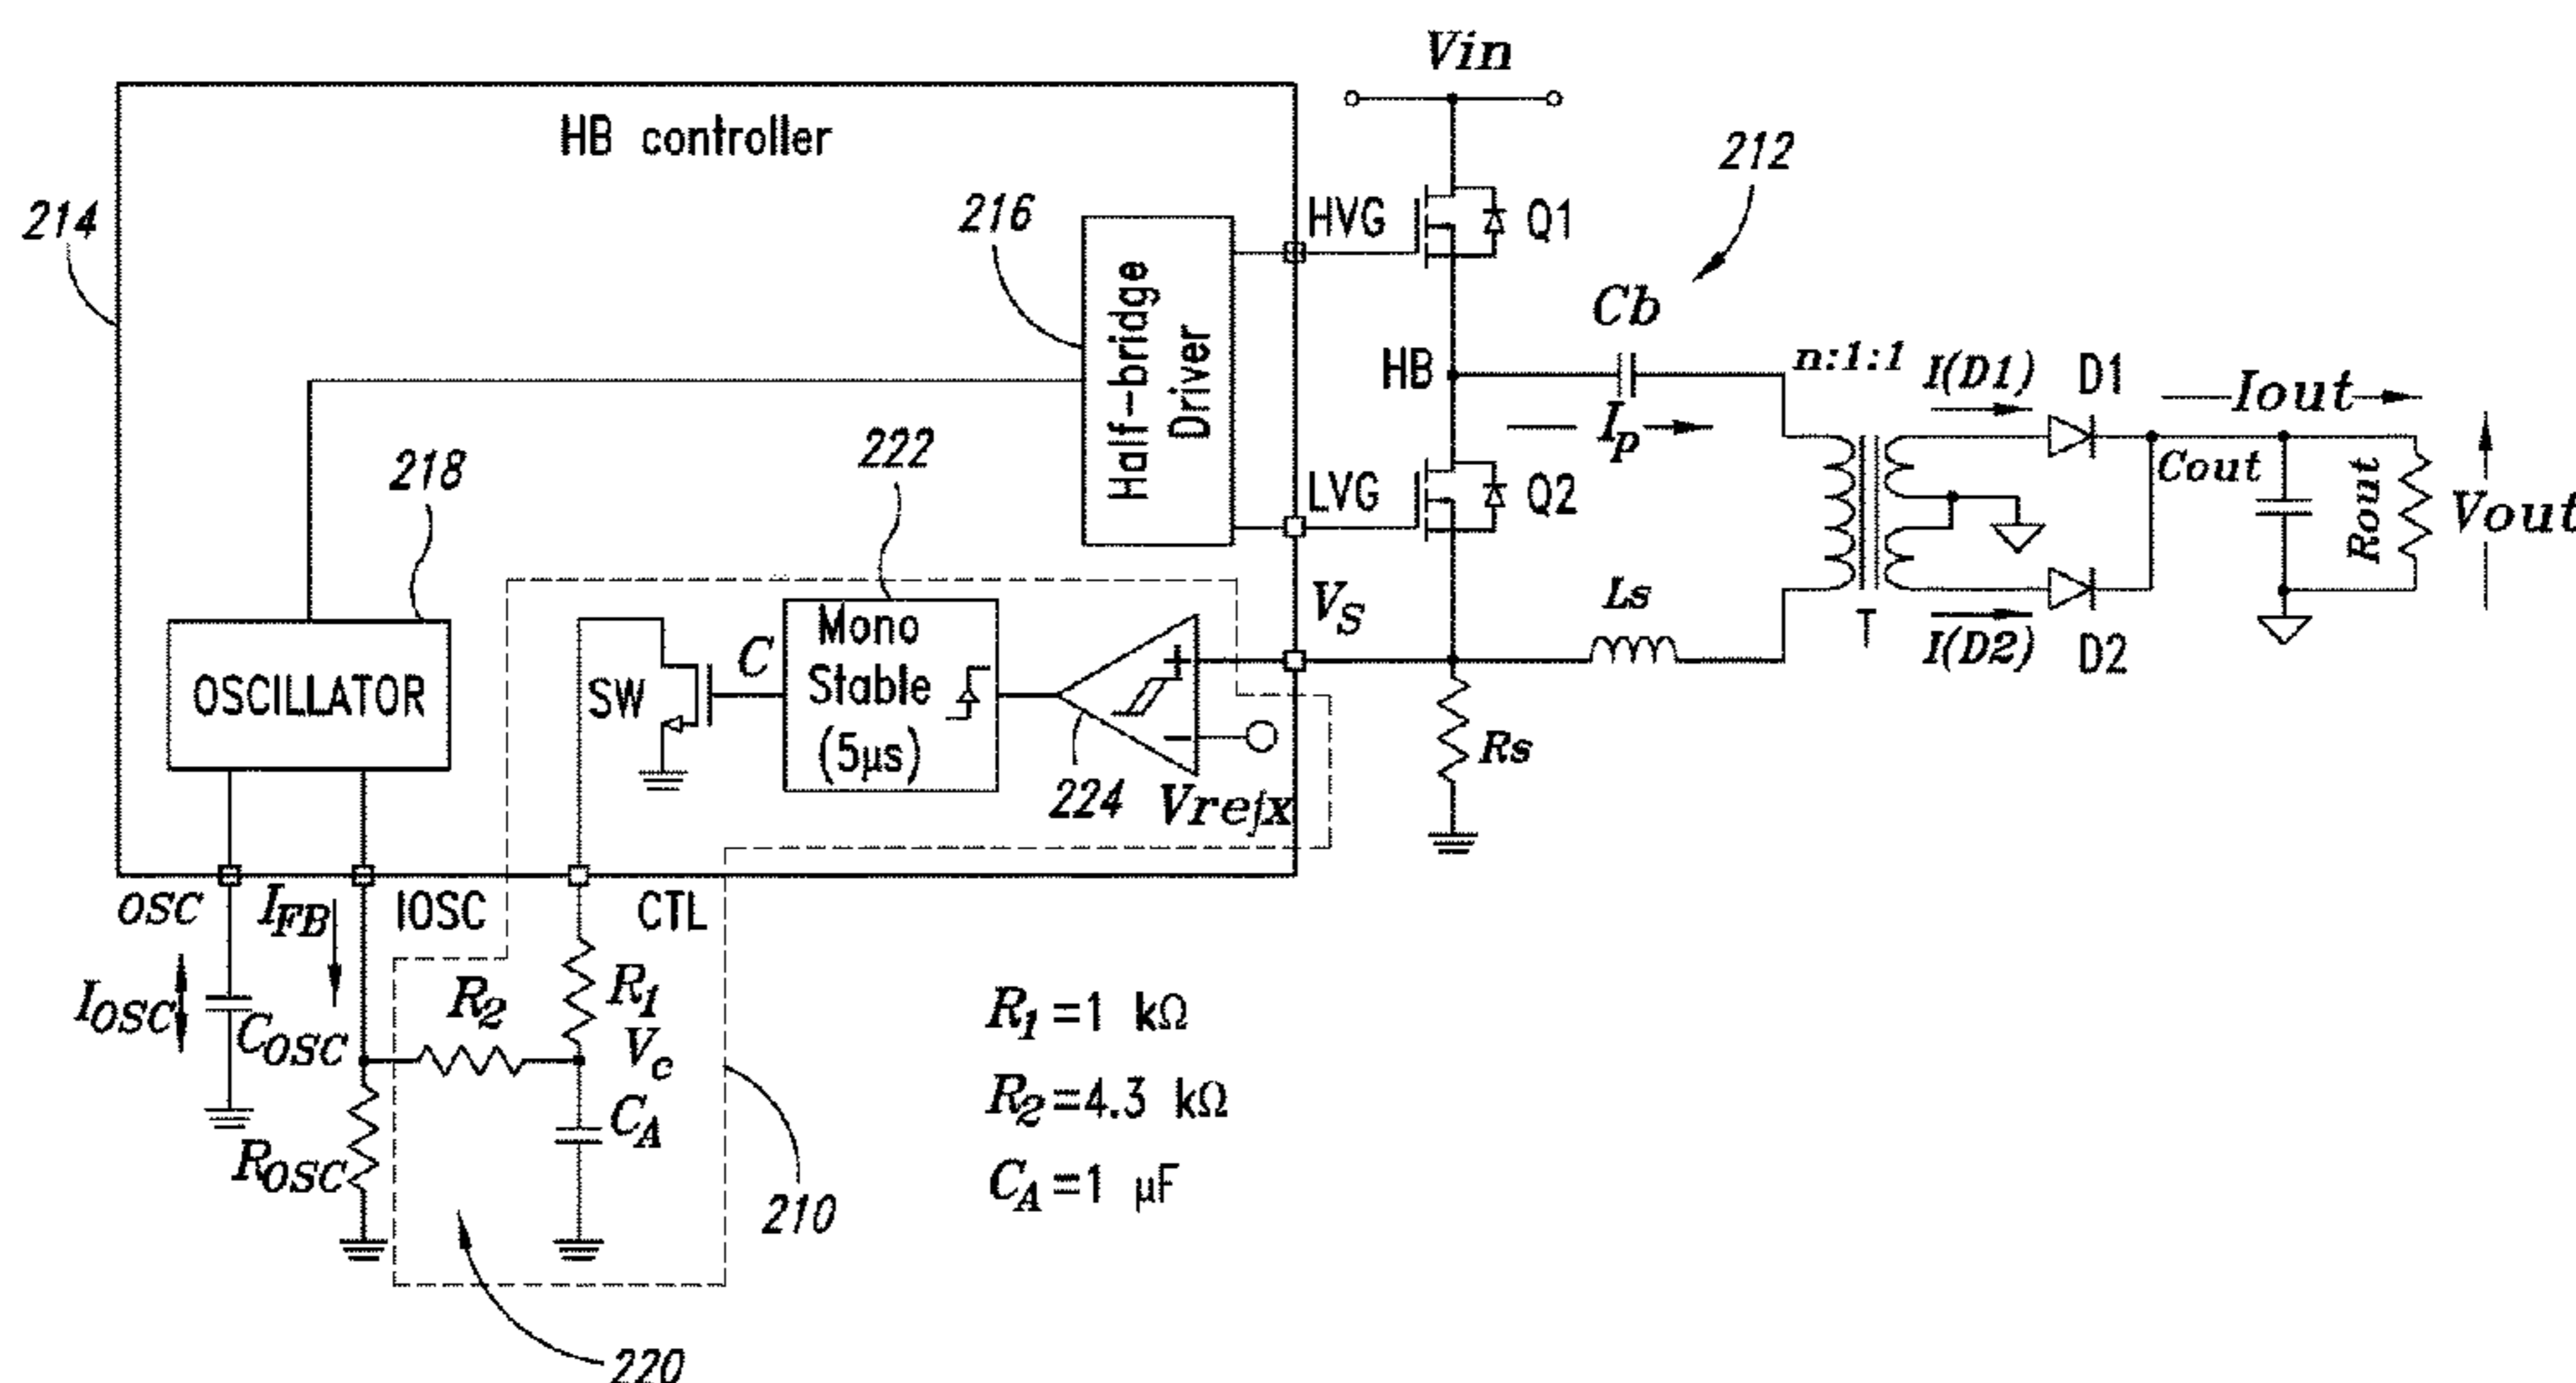 Vin
HB controller
212
214
216
HVG
Q1
Half-bridge
Driver
Cb
HB
n:1:1
I(D1)
D1
Iout
Ip
222
218
LVG
Q2
Cout
Rout
Vout
VS
Ls
T
I(D2)
D2
OSCILLATOR
SW
C
Mono
Stable
(5µs)
+
−
224
Vrefx
Rs
OSC
IFB
IOSC
CTL
IOSC
COSC
R2
R1
Vc
CA
ROSC
R1=1 kΩ
R2=4.3 kΩ
CA=1 µF
210
220